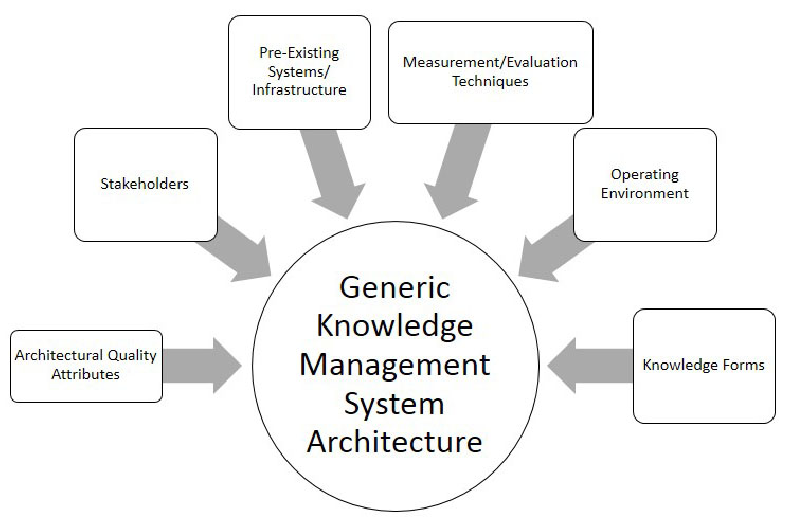 Pre-Existing
Systems/
Infrastructure
Measurement/Evaluation
Techniques
Stakeholders
Operating
Environment
Generic
Knowledge
Management
System
Architecture
Architectural Quality
Attributes
Knowledge Forms